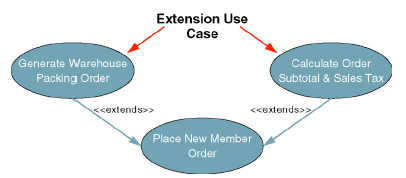 Extension Use
Case
Generate Warehouse
Packing Order
Calculate Order
Subtotal & Sales Tax
<<extends>>
<<extends>>
Place New Member
Order